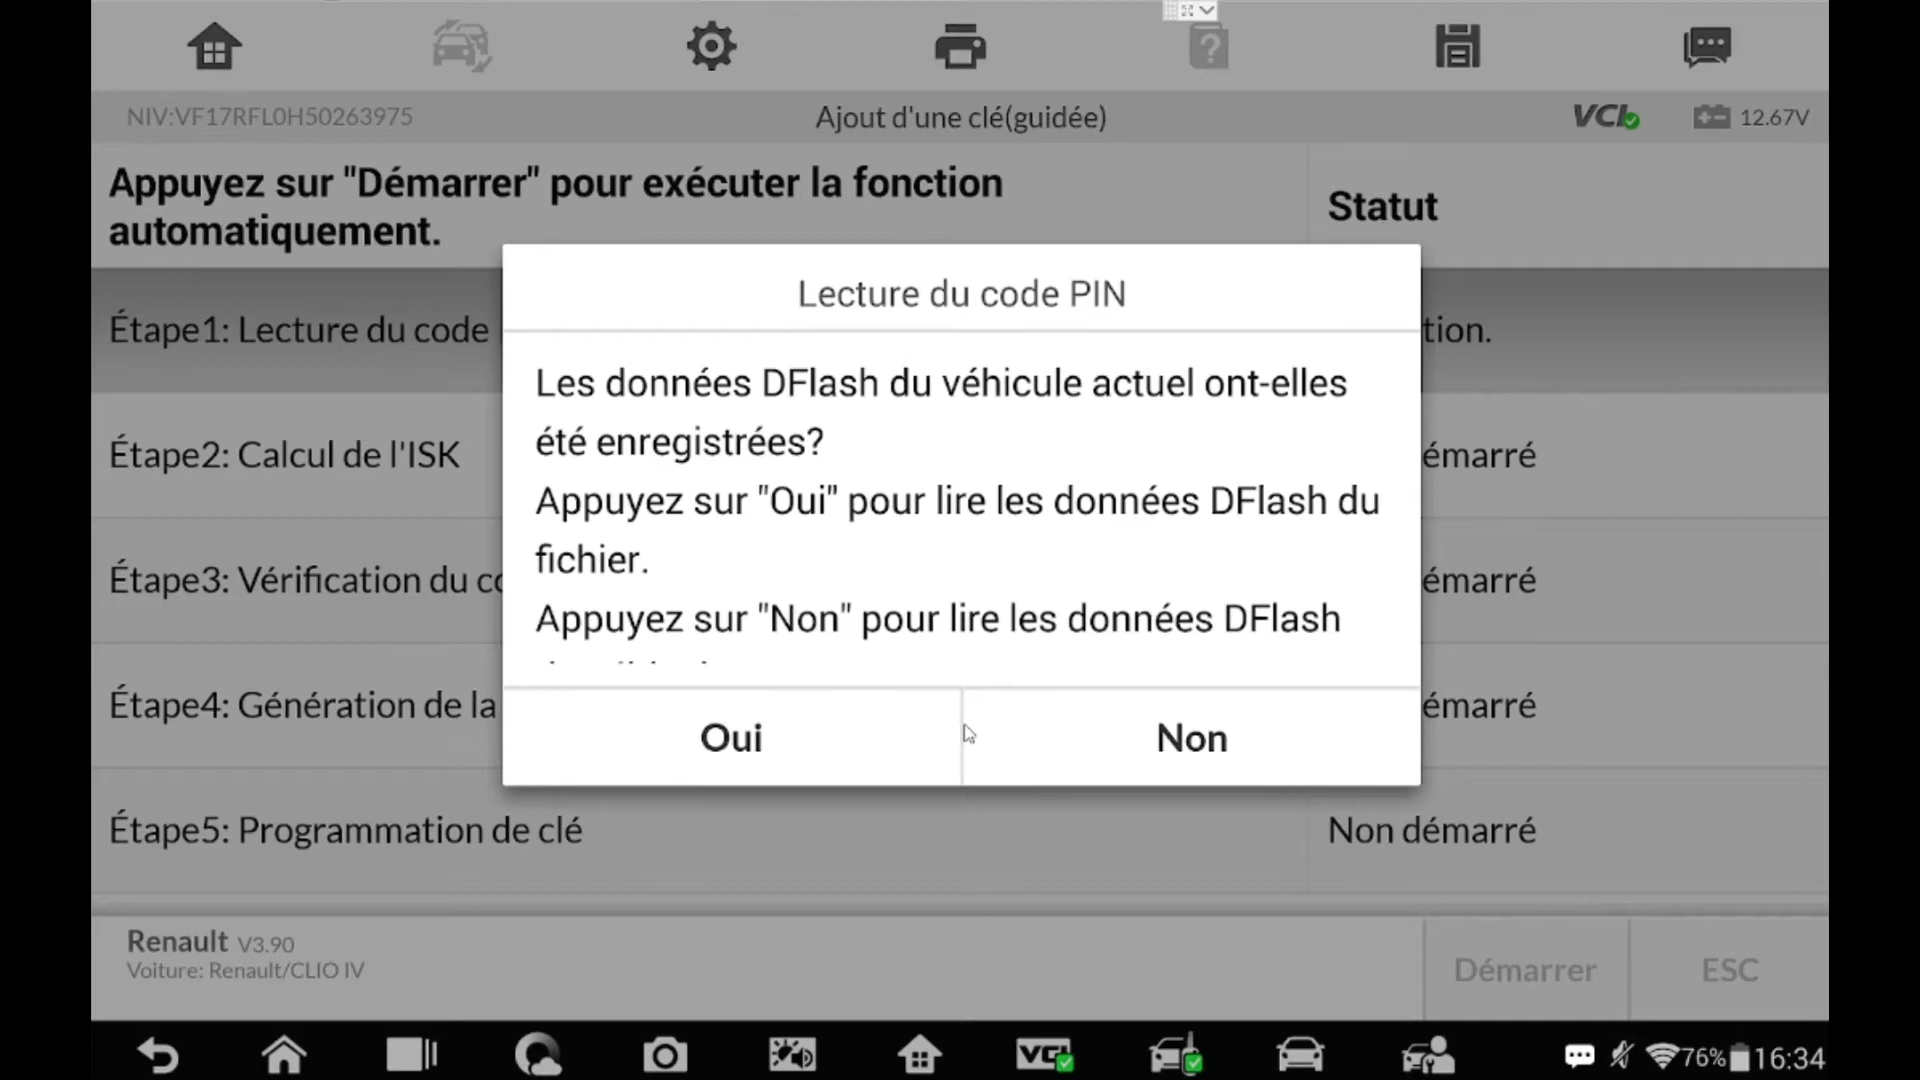 NIV:VF17RFL0H50263975
Ajout d'une clé(guidée)
VCI
12.67V
Appuyez sur "Démarrer" pour exécuter la fonction
automatiquement.
Statut
Lecture du code PIN
Les données DFlash du véhicule actuel ont-elles
été enregistrées?
Appuyez sur "Oui" pour lire les données DFlash du
fichier.
Appuyez sur "Non" pour lire les données DFlash
Oui
Non
Étape1: Lecture du code
tion.
Étape2: Calcul de l'ISK
émarré
Étape3: Vérification du co
émarré
Étape4: Génération de la
émarré
Étape5: Programmation de clé
Non démarré
Renault V3.90
Voiture: Renault/CLIO IV
Démarrer
ESC
VCI
76%
16:34